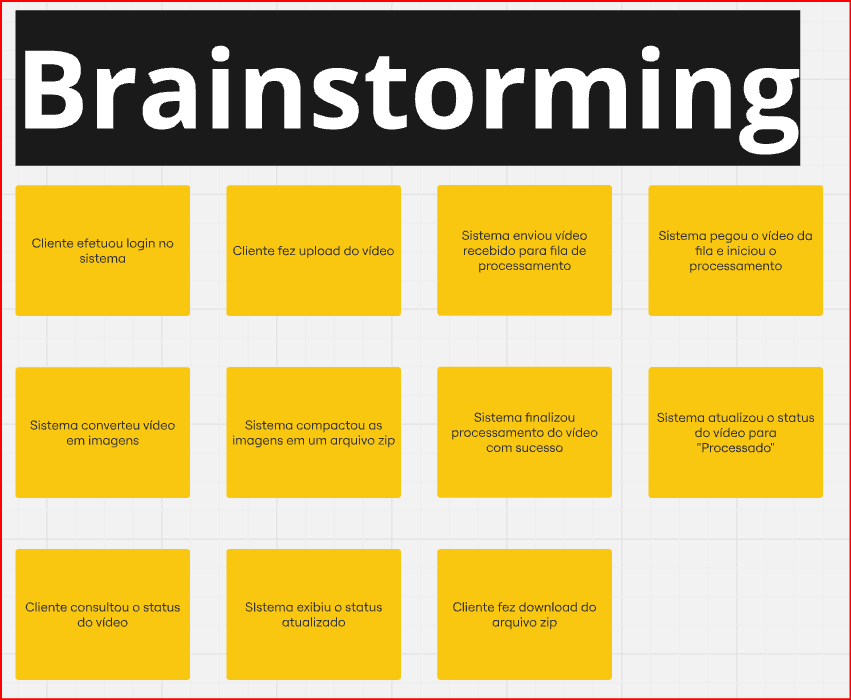 Brainstorming
Cliente efetuou login no
sistema
Cliente fez upload do vídeo
Sistema enviou vídeo
recebido para fila de
processamento
Sistema pegou o vídeo da
fila e iniciou o
processamento
Sistema converteu vídeo
em imagens
Sistema compactou as
imagens em um arquivo zip
Sistema finalizou
processamento do vídeo
com sucesso
Sistema atualizou o status
do vídeo para
"Processado"
Cliente consultou o status
do vídeo
SIstema exibiu o status
atualizado
Cliente fez download do
arquivo zip